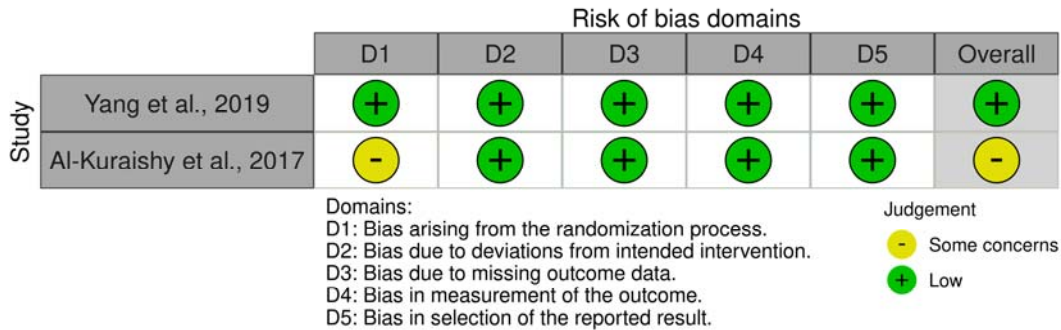 Risk of bias domains
D1 D2 D3 D4 D5 Overall
Study
Yang et al., 2019 + + + + + +
Al-Kuraishy et al., 2017 - + + + + -
Domains:
D1: Bias arising from the randomization process.
D2: Bias due to deviations from intended intervention.
D3: Bias due to missing outcome data.
D4: Bias in measurement of the outcome.
D5: Bias in selection of the reported result.
Judgement
- Some concerns
+ Low